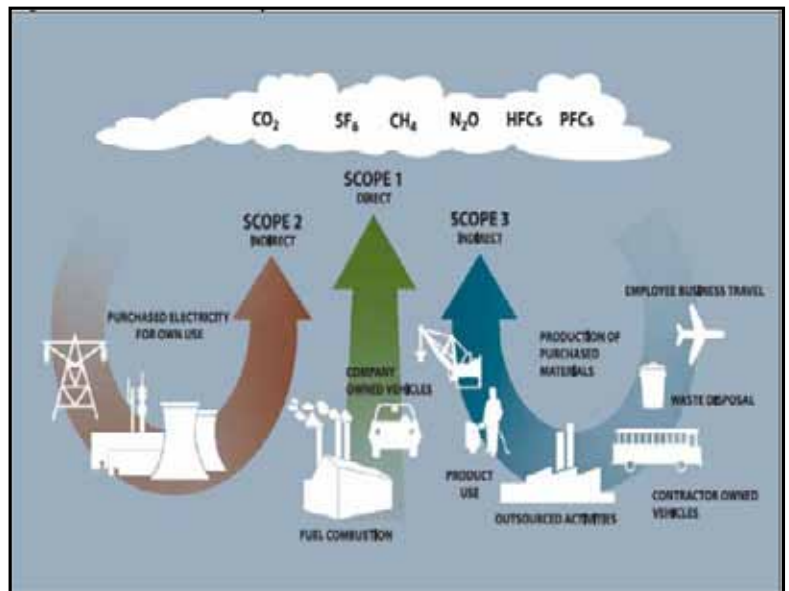 CO₂ SF₆ CH₄ N₂O HFCs PFCs
SCOPE 1
DIRECT
SCOPE 2
INDIRECT
SCOPE 3
INDIRECT
PURCHASED ELECTRICITY
FOR OWN USE
COMPANY
OWNED VEHICLES
FUEL COMBUSTION
PRODUCT
USE
PRODUCTION OF
PURCHASED
MATERIALS
OUTSOURCED ACTIVITIES
EMPLOYEE BUSINESS TRAVEL
WASTE DISPOSAL
CONTRACTOR OWNED
VEHICLES